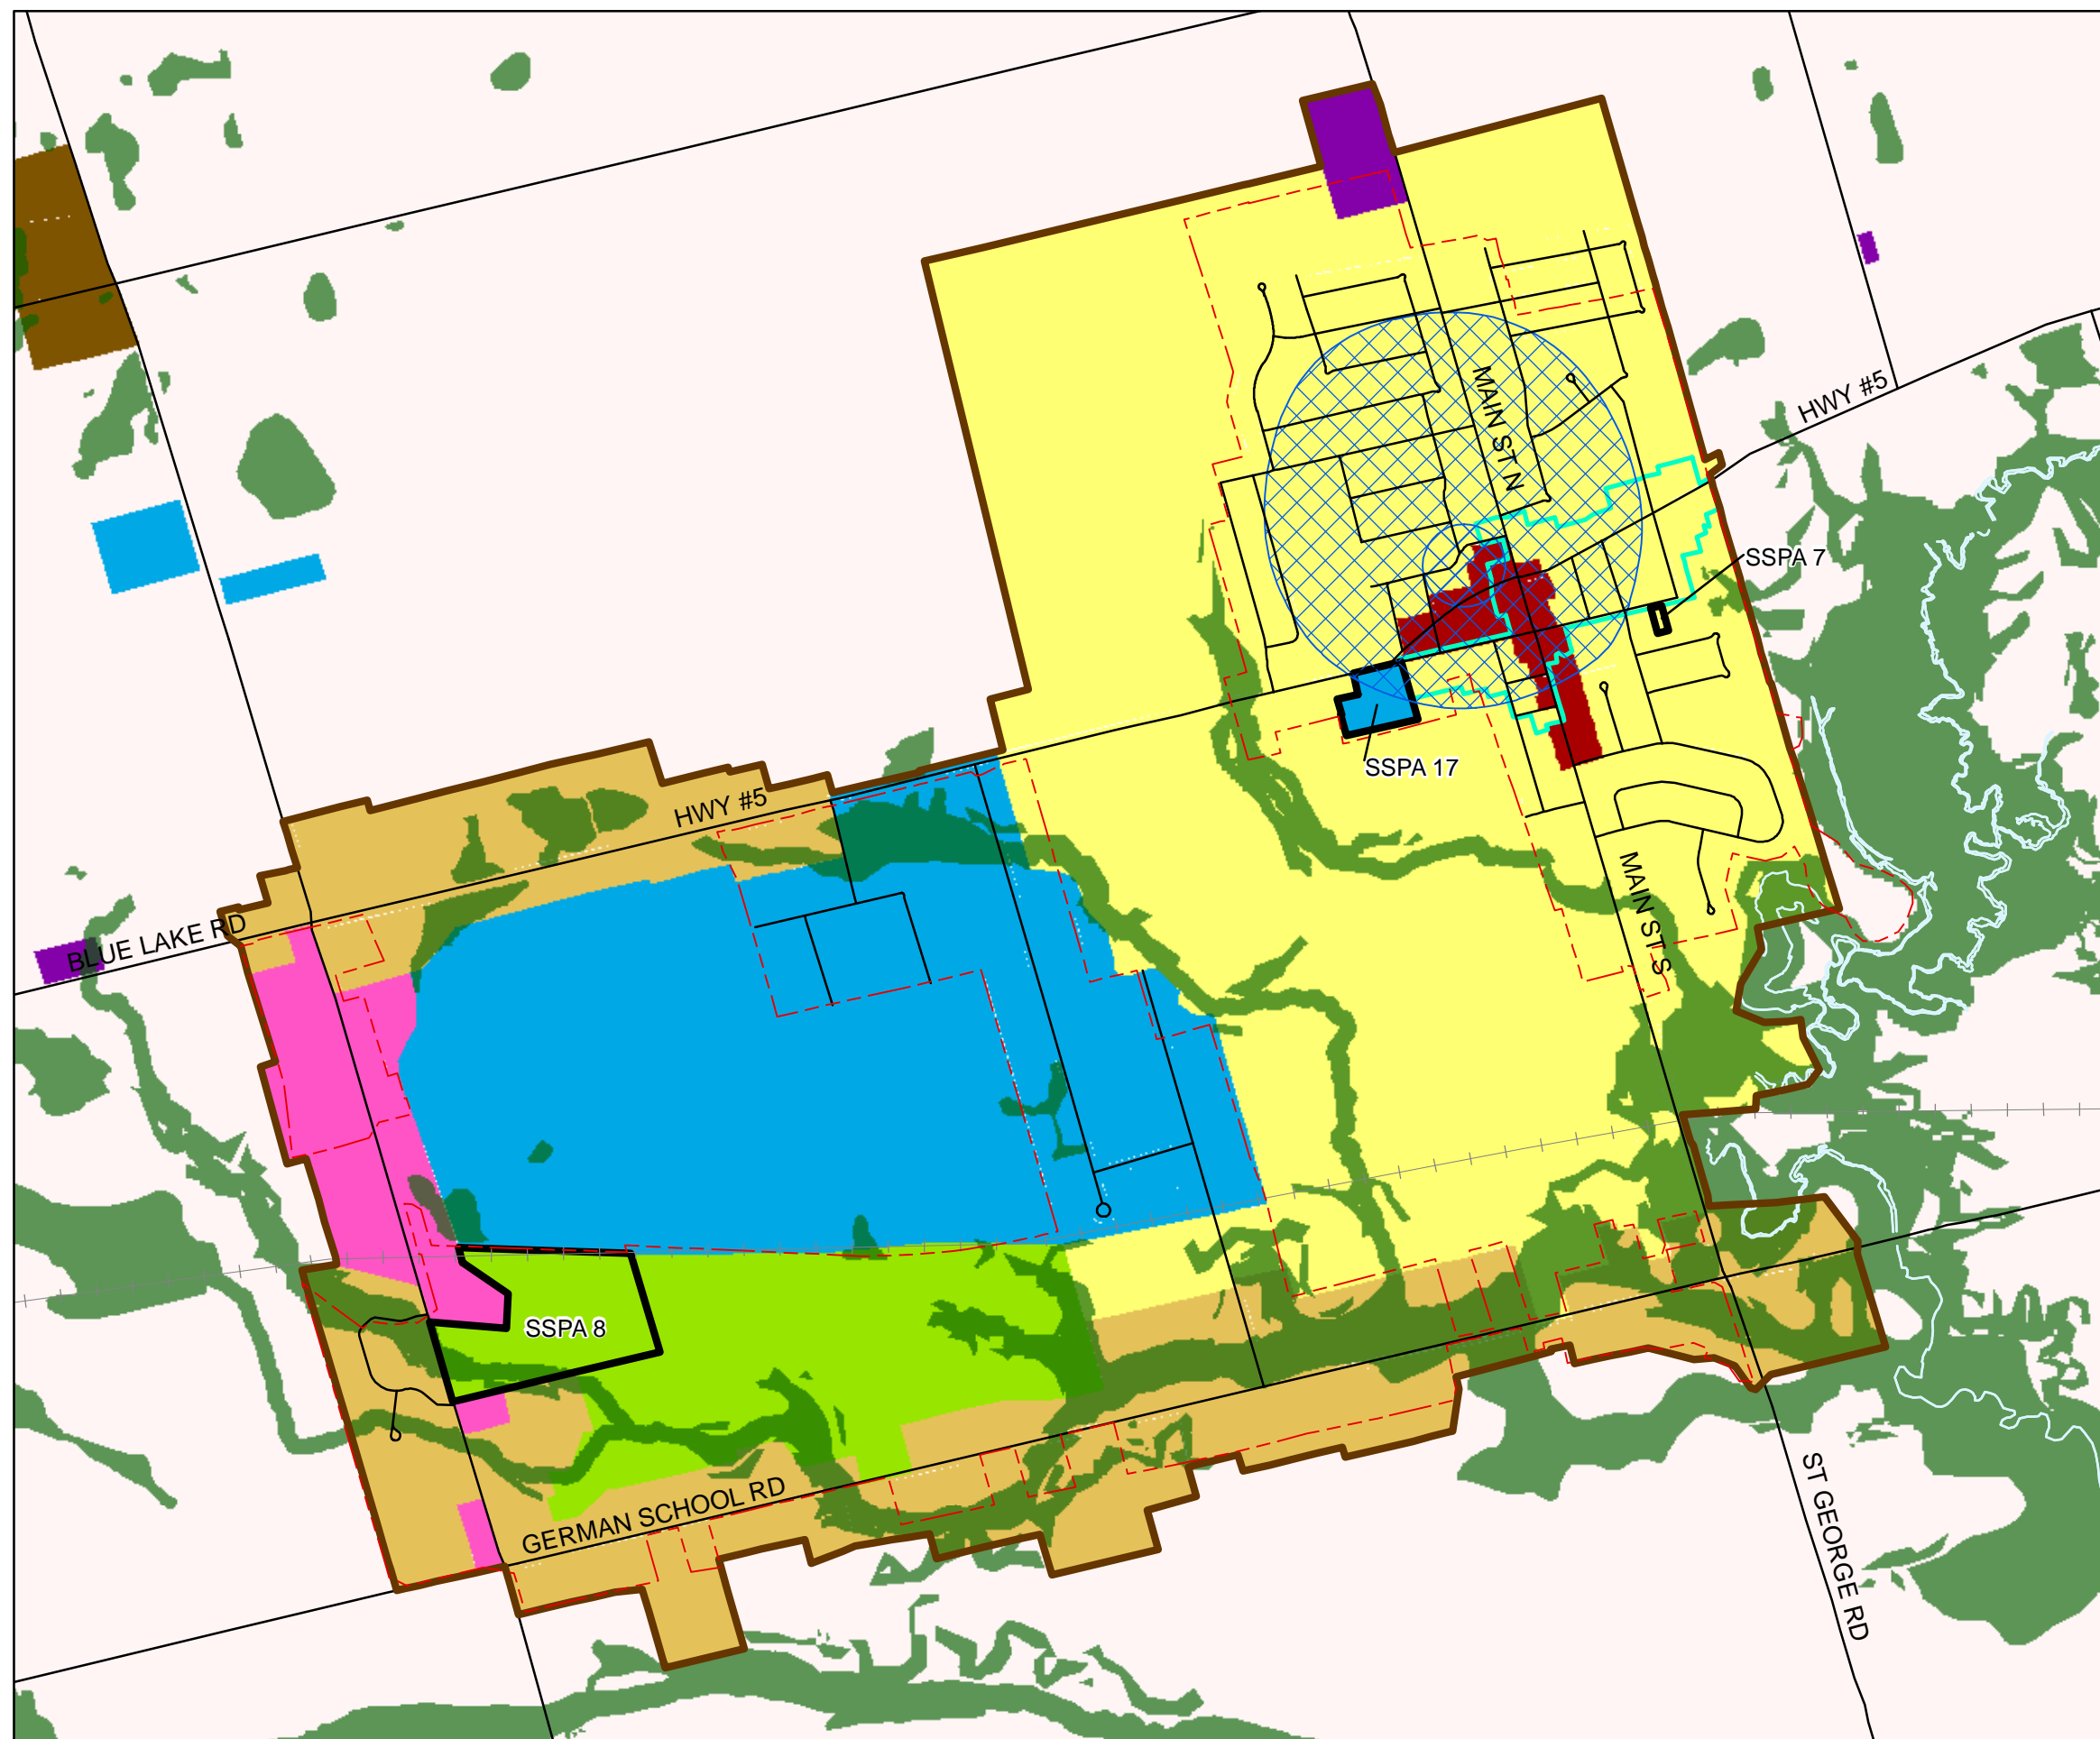 HWY #5
MAIN ST N
SSPA 7
SSPA 17
HWY #5
MAIN ST S
BLUE LAKE RD
SSPA 8
GERMAN SCHOOL RD
ST GEORGE RD